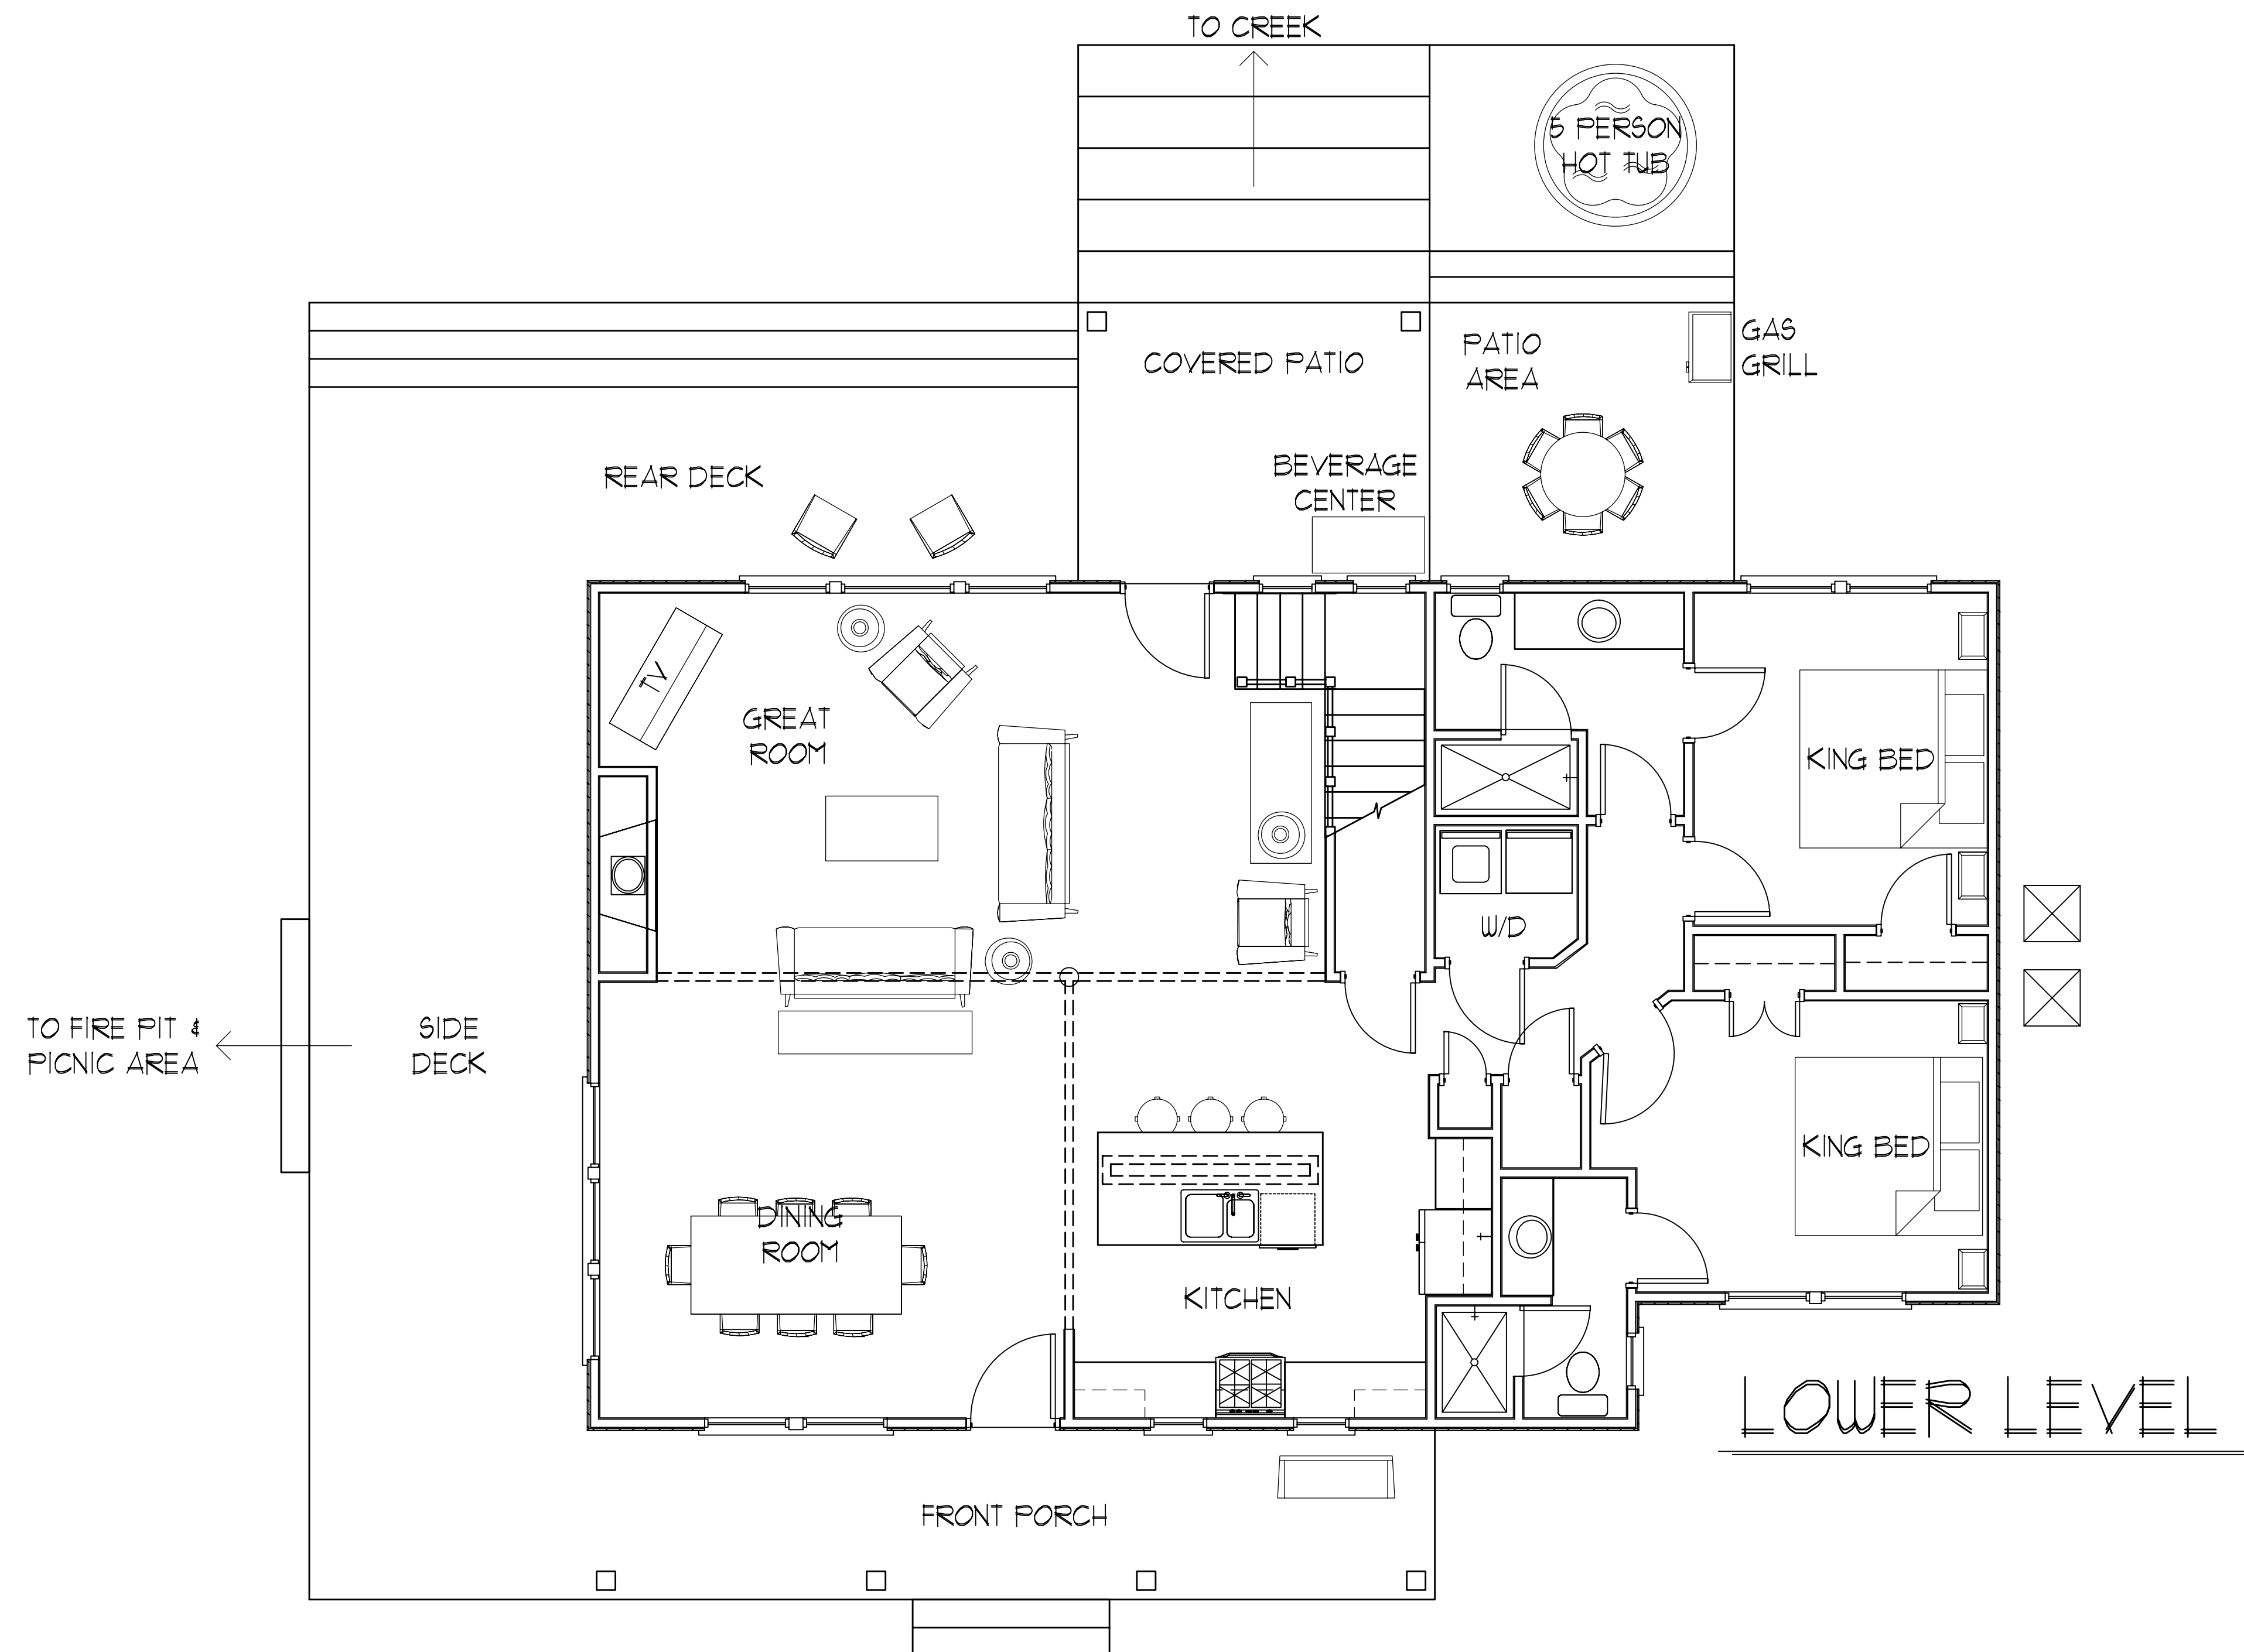 TO CREEK
5 PERSON
HOT TUB
COVERED PATIO
PATIO
AREA
GAS
GRILL
REAR DECK
BEVERAGE
CENTER
TV
GREAT
ROOM
KING BED
W/D
TO FIRE PIT &
PICNIC AREA
SIDE
DECK
KING BED
DINING
ROOM
KITCHEN
LOWER LEVEL
FRONT PORCH